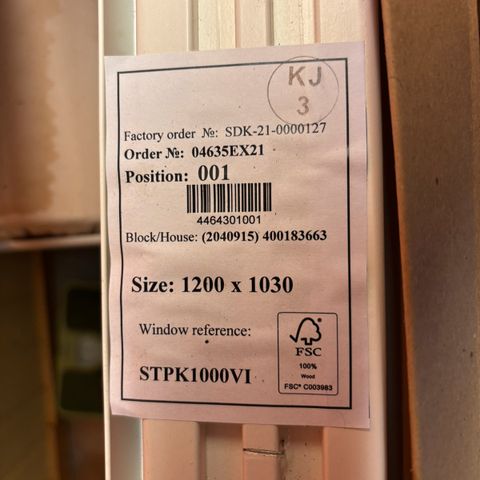 KJ
3
Factory order №: SDK-21-0000127
Order №: 04635EX21
Position: 001
4464301001
Block/House: (2040915) 400183663
Size: 1200 x 1030
Window reference:
STPK1000VI
FSC
100%
Wood
FSC® C003983